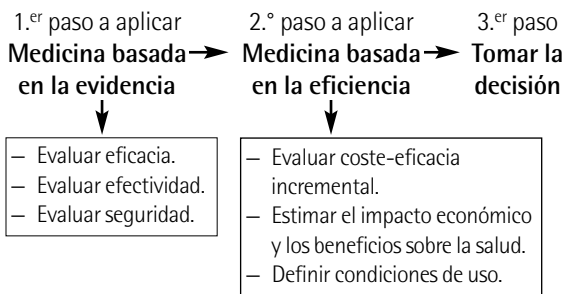 1.er paso a aplicar
Medicina basada
en la evidencia
2.° paso a aplicar
Medicina basada
en la eficiencia
3.er paso
Tomar la
decisión
– Evaluar eficacia.
– Evaluar efectividad.
– Evaluar seguridad.
– Evaluar coste-eficacia
incremental.
– Estimar el impacto económico
y los beneficios sobre la salud.
– Definir condiciones de uso.